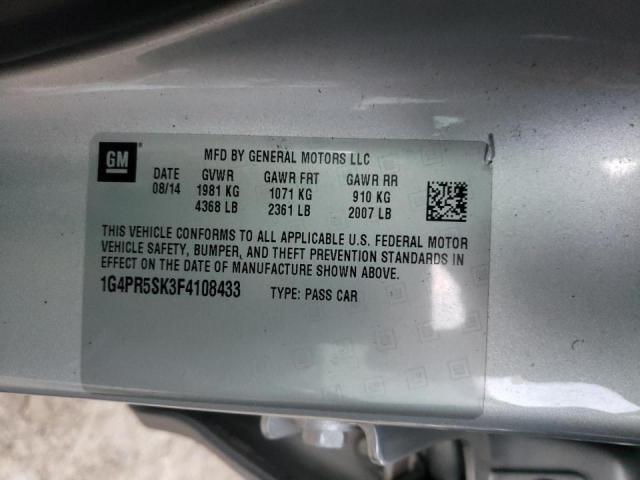 GM
MFD BY GENERAL MOTORS LLC
DATE GVWR GAWR FRT GAWR RR
08/14 1981 KG 1071 KG 910 KG
4368 LB 2361 LB 2007 LB
THIS VEHICLE CONFORMS TO ALL APPLICABLE U.S. FEDERAL MOTOR
VEHICLE SAFETY, BUMPER, AND THEFT PREVENTION STANDARDS
IN EFFECT ON THE DATE OF MANUFACTURE SHOWN ABOVE.
1G4PR5SK3F4108433 TYPE: PASS CAR